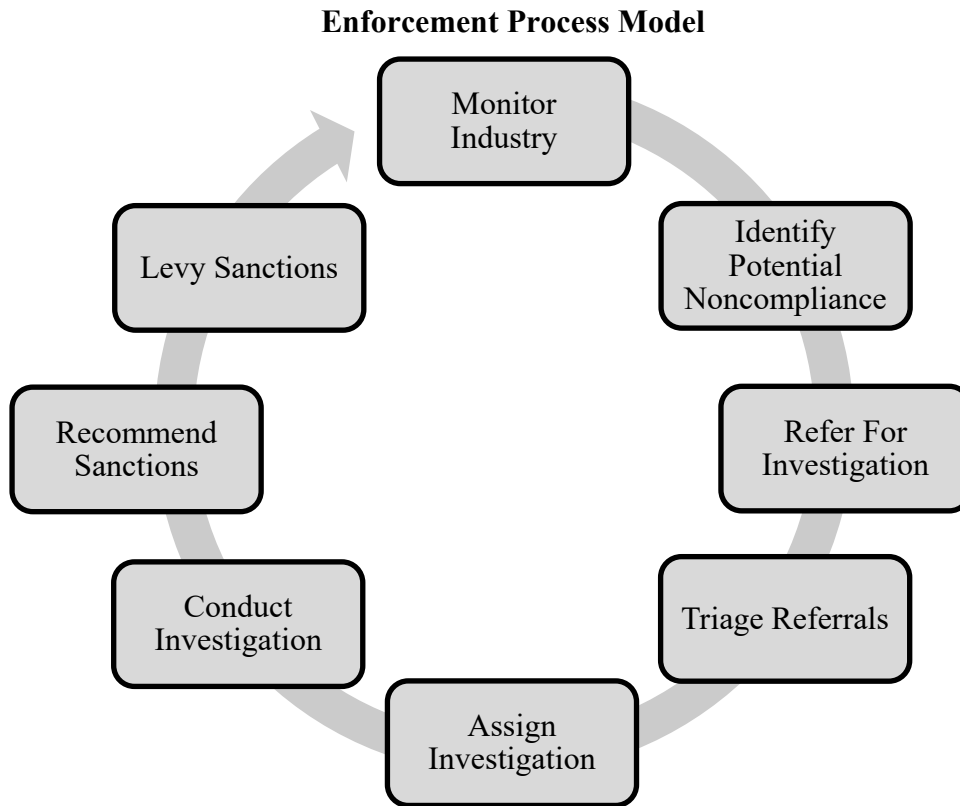 Enforcement Process Model
Monitor
Industry
Identify
Potential
Noncompliance
Refer For
Investigation
Triage Referrals
Assign
Investigation
Conduct
Investigation
Recommend
Sanctions
Levy Sanctions